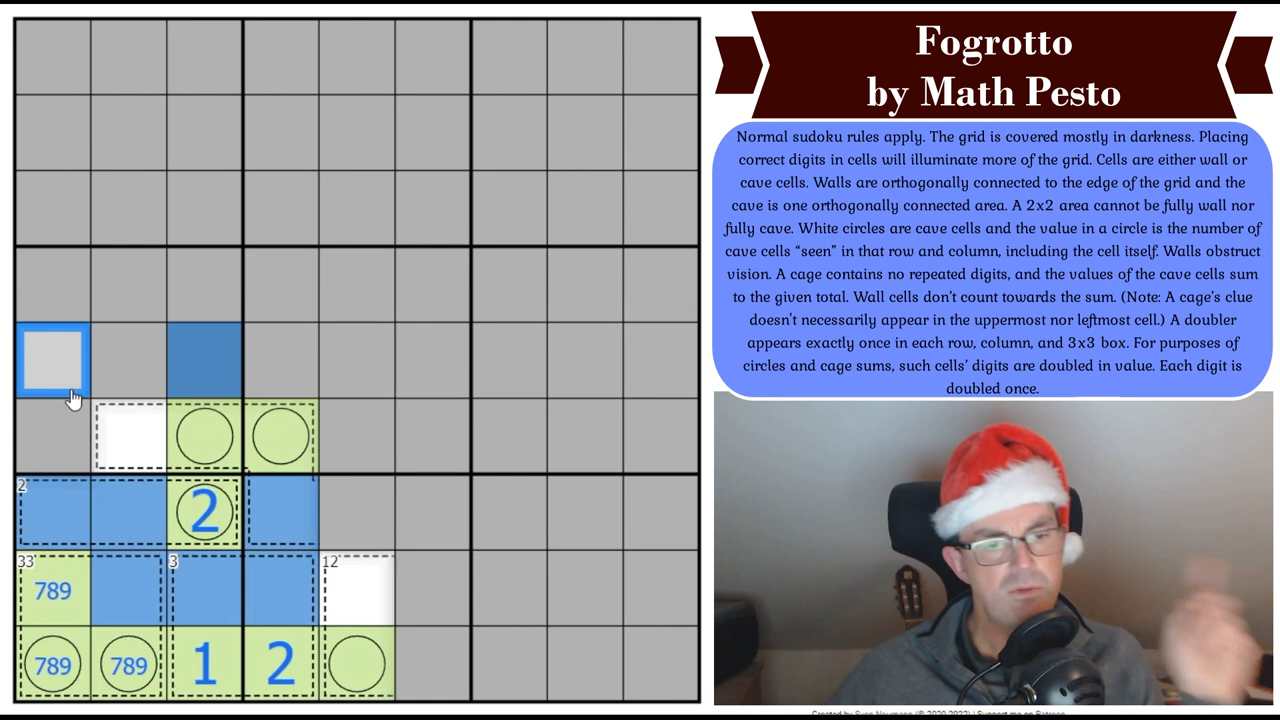 Fogrotto
by Math Pesto
Normal sudoku rules apply. The grid is covered mostly in darkness. Placing
correct digits in cells will illuminate more of the grid. Cells are either wall or
cave cells. Walls are orthogonally connected to the edge of the grid and the
cave is one orthogonally connected area. A 2x2 area cannot be fully wall nor
fully cave. White circles are cave cells and the value in a circle is the number of
cave cells “seen” in that row and column, including the cell itself. Walls obstruct
vision. A cage contains no repeated digits, and the values of the cave cells sum
to the given total. Wall cells don’t count towards the sum. (Note: A cage’s clue
doesn’t necessarily appear in the uppermost nor leftmost cell.) A doubler
appears exactly once in each row, column, and 3x3 box. For purposes of
circles and cage sums, such cells’ digits are doubled in value. Each digit is
doubled once.
2
2
33 3 12
789
789 789 1 2